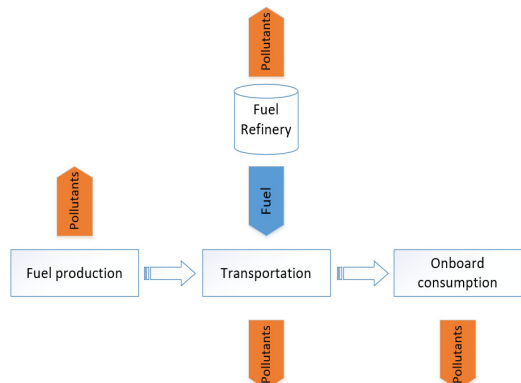 Pollutants
Fuel
Refinery
Pollutants
Fuel
Fuel production
Transportation
Onboard
consumption
Pollutants
Pollutants